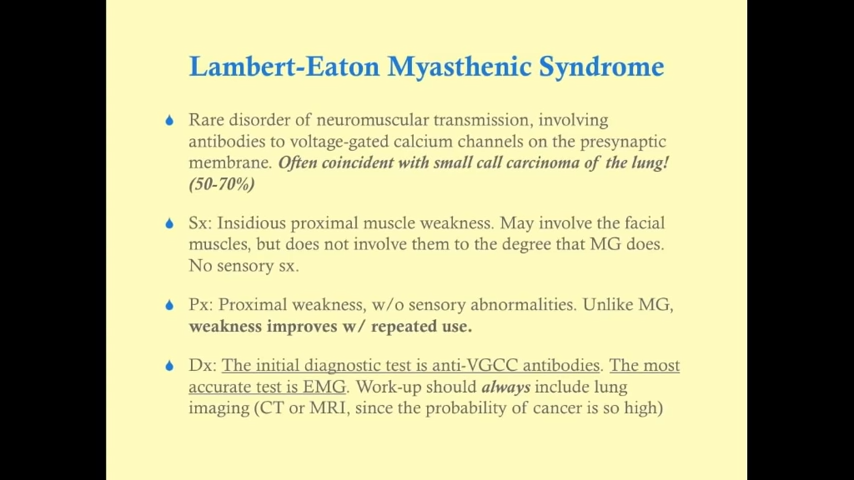 Lambert-Eaton Myasthenic Syndrome
Rare disorder of neuromuscular transmission, involving
antibodies to voltage-gated calcium channels on the presynaptic
membrane. Often coincident with small call carcinoma of the lung!
(50-70%)
Sx: Insidious proximal muscle weakness. May involve the facial
muscles, but does not involve them to the degree that MG does.
No sensory sx.
Px: Proximal weakness, w/o sensory abnormalities. Unlike MG,
weakness improves w/ repeated use.
Dx: The initial diagnostic test is anti-VGCC antibodies. The most
accurate test is EMG. Work-up should always include lung
imaging (CT or MRI, since the probability of cancer is so high)